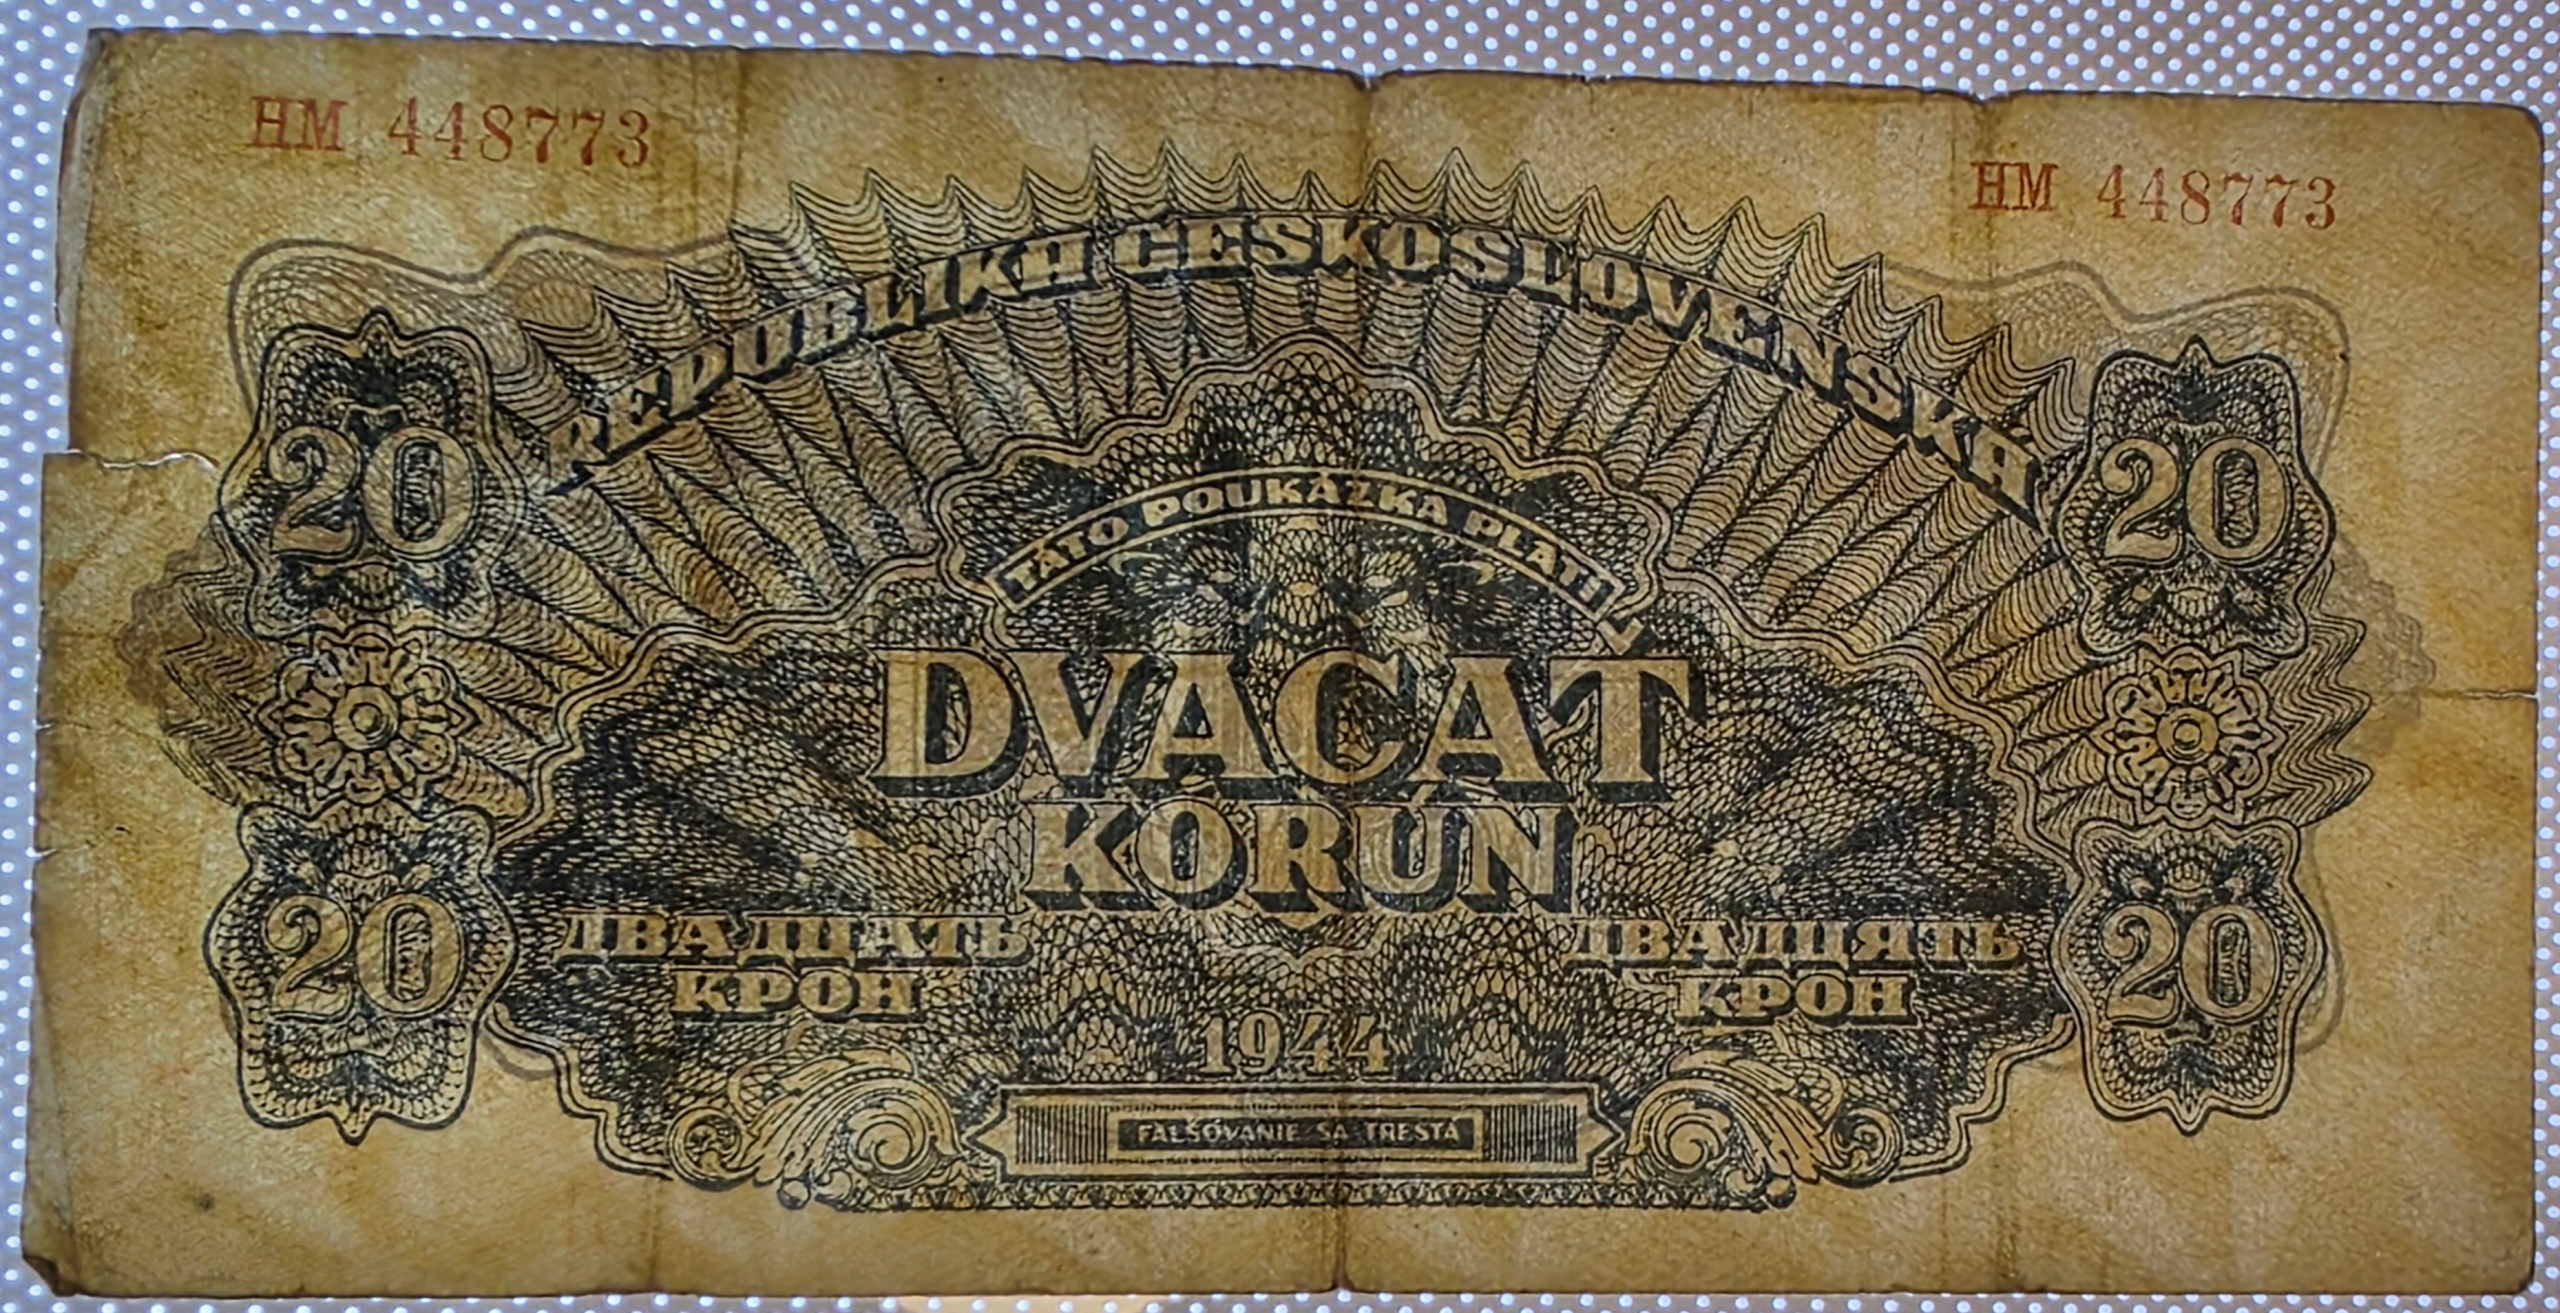 HM 448773
HM 448773
REPUBLIKA ČESKOSLOVENSKÁ
20
20
TÁTO POUKÁZKA PLATÍ
DVACAŤ
KORÚN
ДВАДЦАТЬ
КРОН
ДВАДЦЯТЬ
КРОН
20
20
1944
FALŠOVANIE SA TRESTÁ